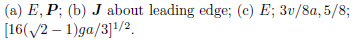 (a) E, P; (b) J about leading edge; (c) E; 3v/8a, 5/8;
[16(√2 − 1)ga/3]^{1/2}.